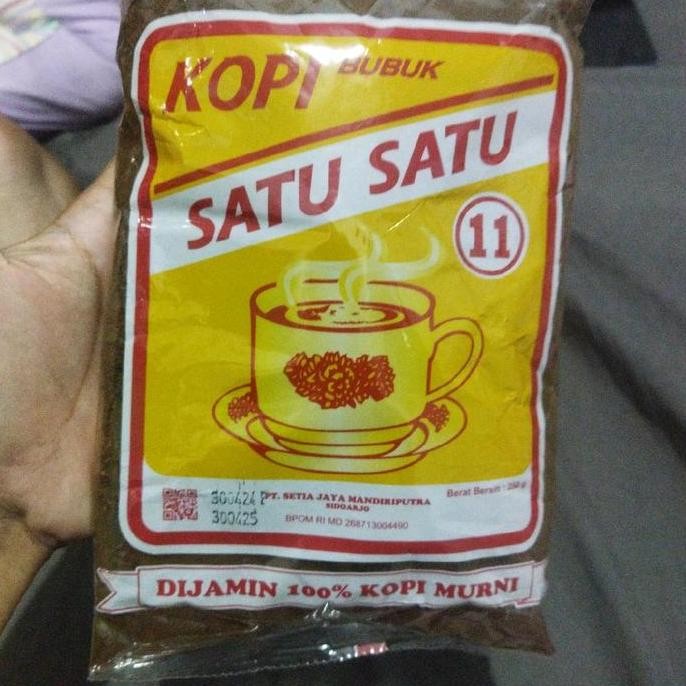 KOPI BUBUK
SATU SATU
11
300424 P
300425
PT. SETIA JAYA MANDIRIPUTRA
SIDOARJO
BPOM RI MD 268713004490
Berat Bersih : 250 g
DIJAMIN 100% KOPI MURNI